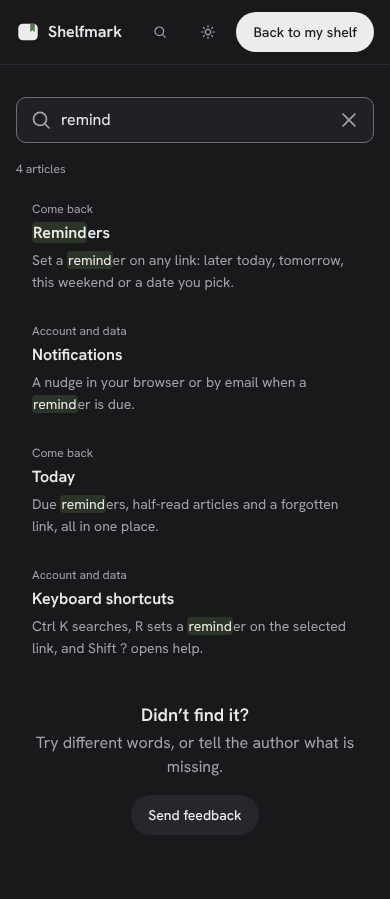 Shelfmark
Back to my shelf
remind
4 articles
Come back
Reminders
Set a reminder on any link: later today, tomorrow,
this weekend or a date you pick.
Account and data
Notifications
A nudge in your browser or by email when a
reminder is due.
Come back
Today
Due reminders, half-read articles and a forgotten
link, all in one place.
Account and data
Keyboard shortcuts
Ctrl K searches, R sets a reminder on the selected
link, and Shift ? opens help.
Didn’t find it?
Try different words, or tell the author what is
missing.
Send feedback